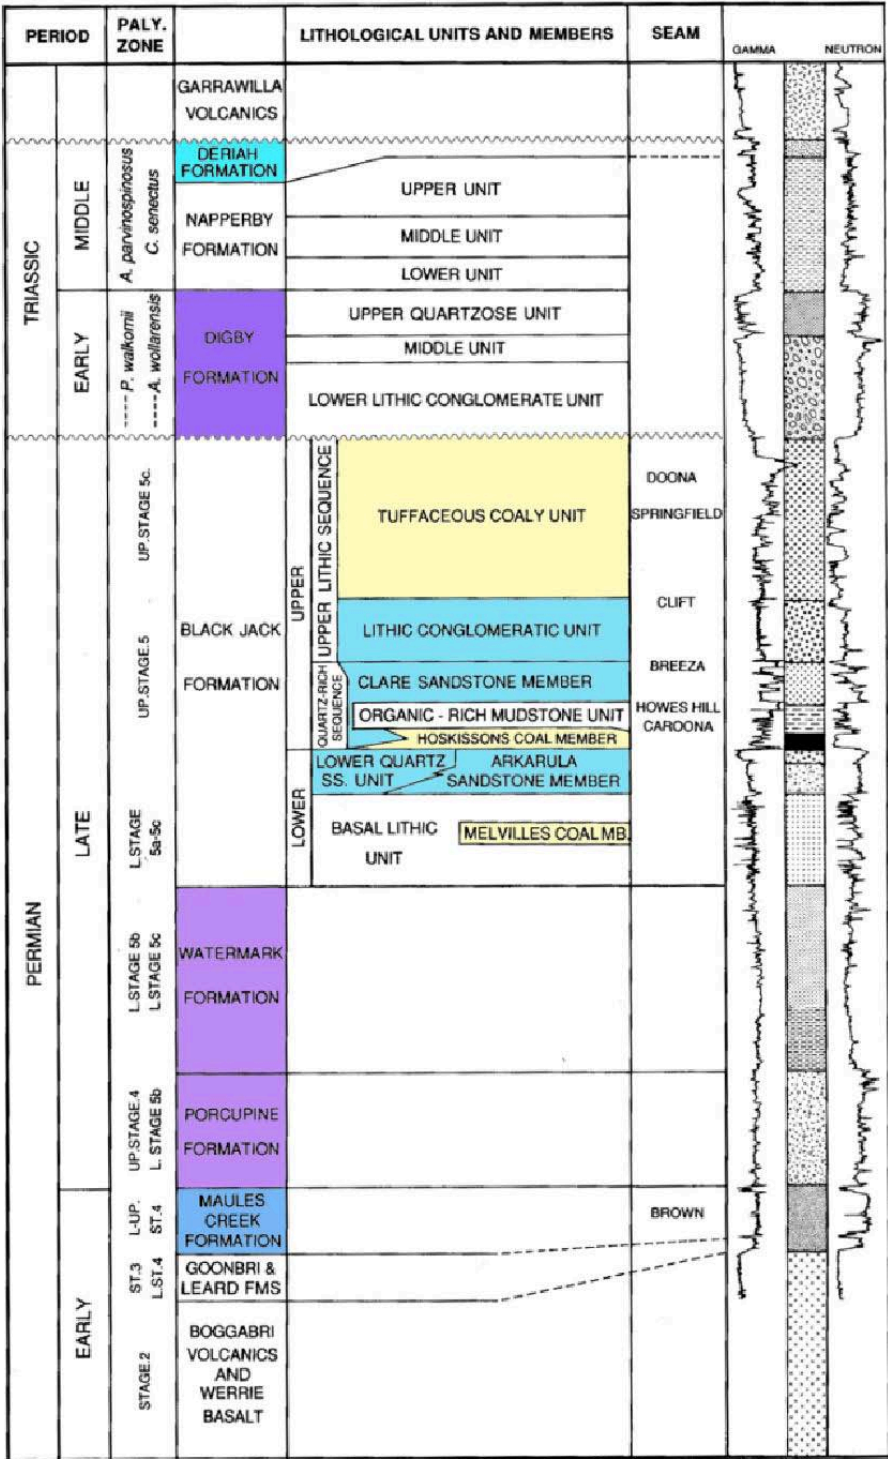 PERIOD
PALY.
ZONE
LITHOLOGICAL UNITS AND MEMBERS
SEAM
GAMMA
NEUTRON
GARRAWILLA
VOLCANICS
TRIASSIC
MIDDLE
A. parvinospinosus
C. senectus
DERIAH
FORMATION
NAPPERBY
FORMATION
UPPER UNIT
MIDDLE UNIT
LOWER UNIT
EARLY
P. walkomii
A. wollarensis
DIGBY
FORMATION
UPPER QUARTZOSE UNIT
MIDDLE UNIT
LOWER LITHIC CONGLOMERATE UNIT
PERMIAN
LATE
UP.STAGE 5c.
UP.STAGE.5
L.STAGE
5a-5c
BLACK JACK
FORMATION
UPPER
UPPER LITHIC SEQUENCE
TUFFACEOUS COALY UNIT
LITHIC CONGLOMERATIC UNIT
QUARTZ-RICH
SEQUENCE
CLARE SANDSTONE MEMBER
ORGANIC - RICH MUDSTONE UNIT
HOSKISSONS COAL MEMBER
LOWER
LOWER QUARTZ
SS. UNIT
ARKARULA
SANDSTONE MEMBER
BASAL LITHIC
UNIT
MELVILLES COAL MB.
DOONA
SPRINGFIELD
CLIFT
BREEZA
HOWES HILL
CAROONA
L.STAGE 5b
L.STAGE 5c
WATERMARK
FORMATION
UP.STAGE.4
L. STAGE 5b
PORCUPINE
FORMATION
EARLY
L-UP.
ST.4
MAULES
CREEK
FORMATION
BROWN
ST.3
L.ST.4
GOONBRI &
LEARD FMS
STAGE.2
BOGGABRI
VOLCANICS
AND
WERRIE
BASALT